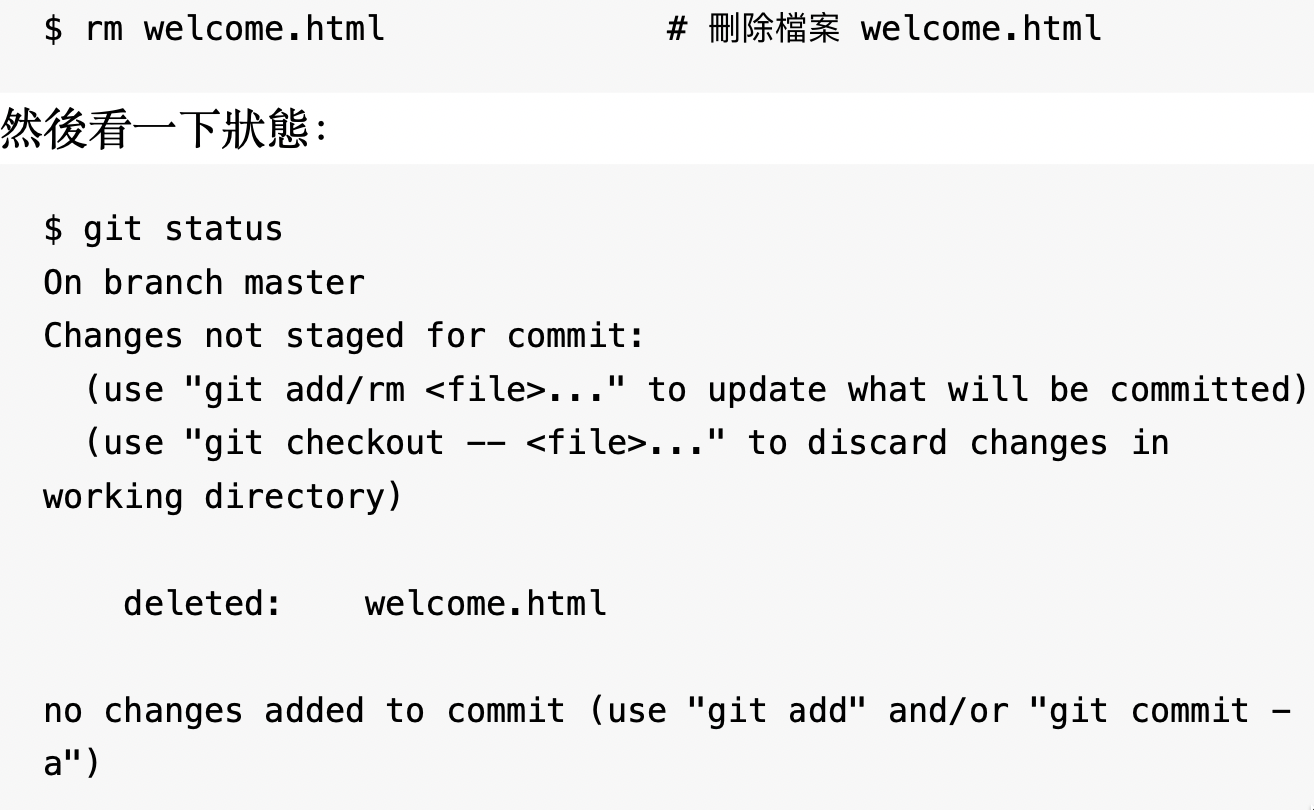 $ rm welcome.html              # 刪除檔案 welcome.html
然後看一下狀態：
$ git status
On branch master
Changes not staged for commit:
  (use "git add/rm <file>..." to update what will be committed)
  (use "git checkout -- <file>..." to discard changes in
working directory)
    deleted:    welcome.html
no changes added to commit (use "git add" and/or "git commit -
a")